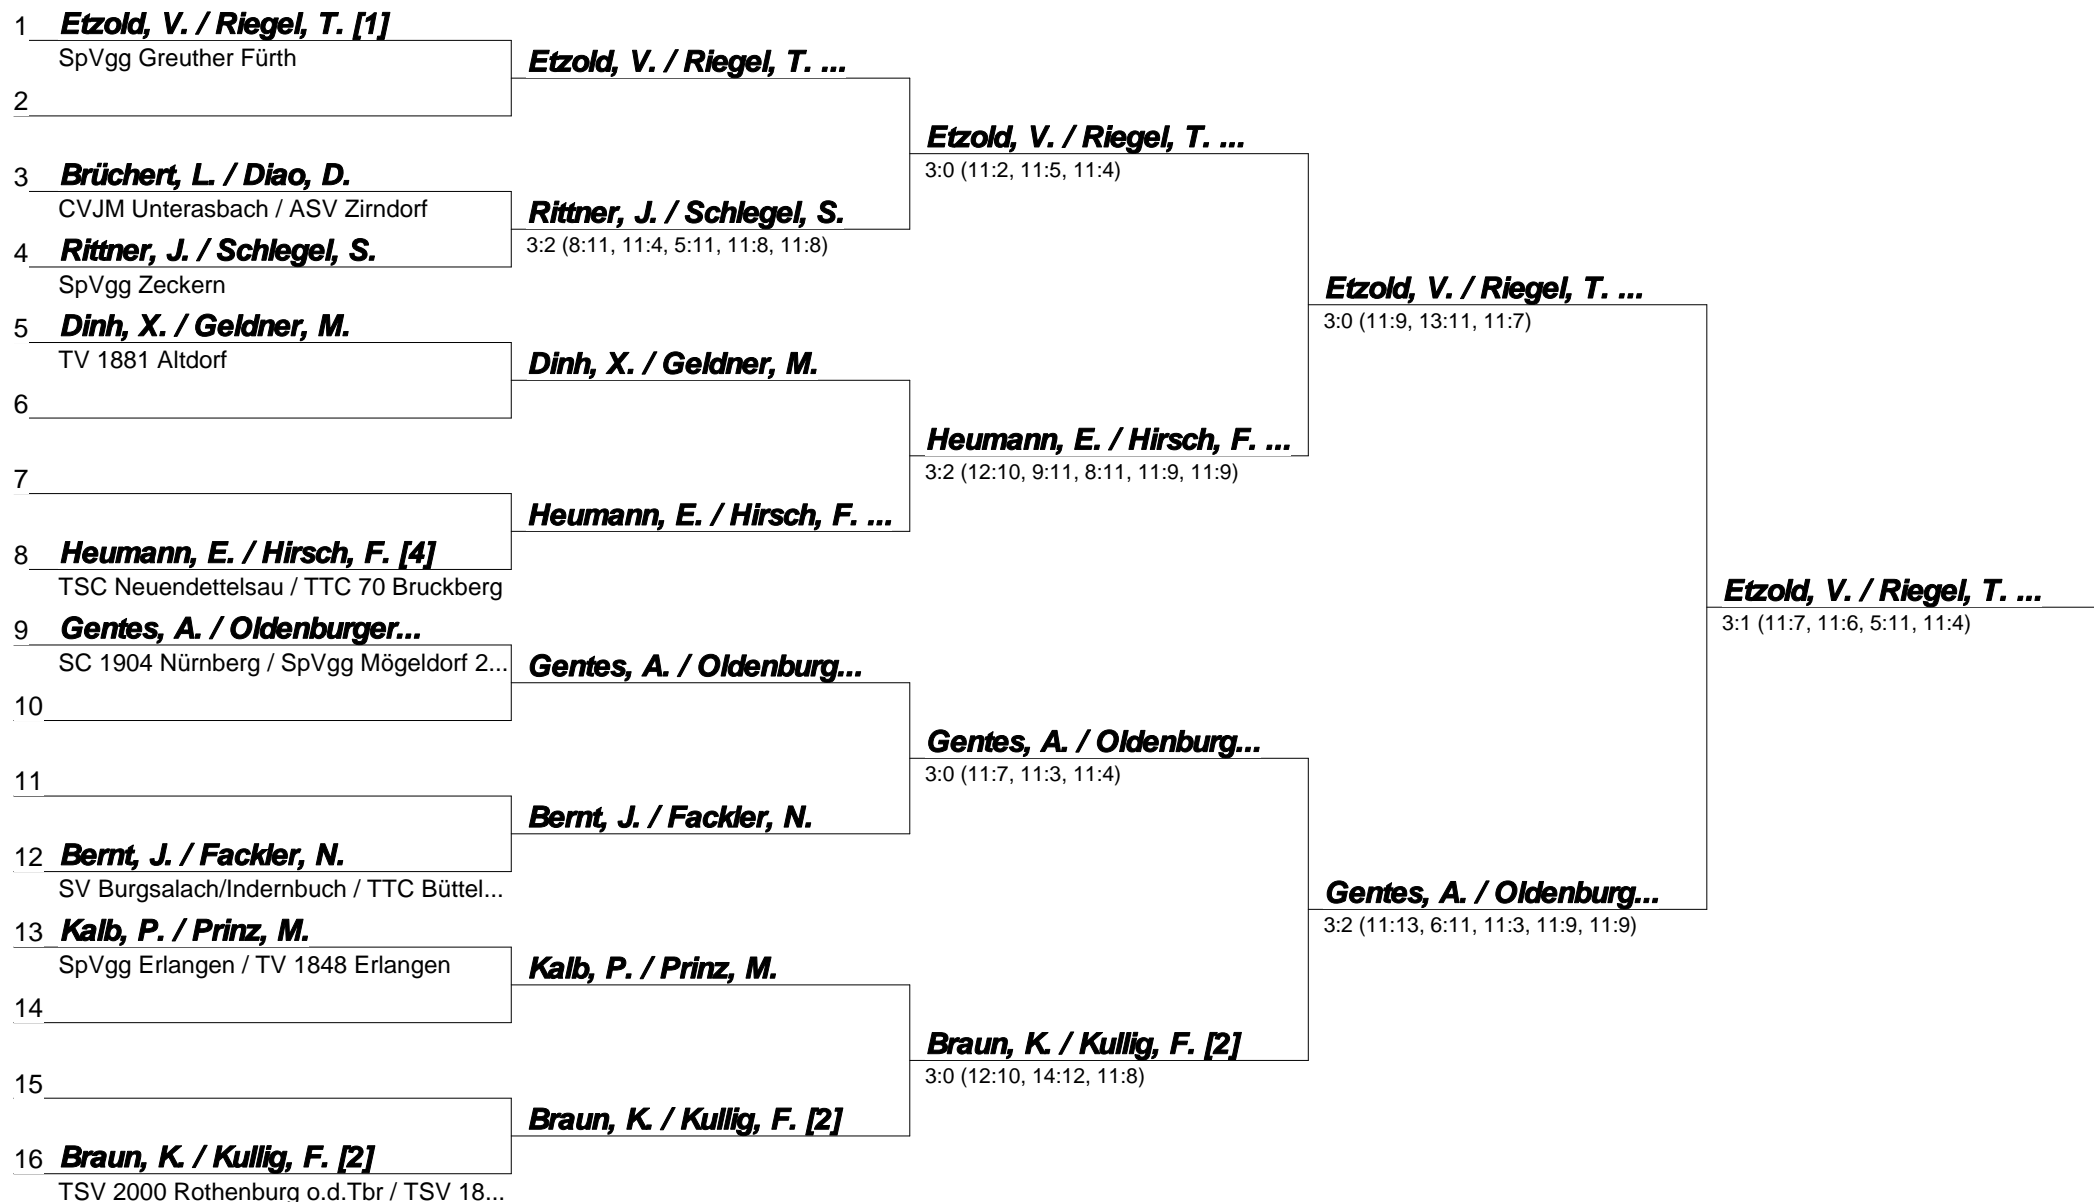 1 Etzold, V. / Riegel, T. [1]
SpVgg Greuther Fürth
Etzold, V. / Riegel, T. ...
2
Etzold, V. / Riegel, T. ...
3:0 (11:2, 11:5, 11:4)
3 Brüchert, L. / Diao, D.
CVJM Unterasbach / ASV Zirndorf
Rittner, J. / Schlegel, S.
3:2 (8:11, 11:4, 5:11, 11:8, 11:8)
4 Rittner, J. / Schlegel, S.
SpVgg Zeckern
Etzold, V. / Riegel, T. ...
3:0 (11:9, 13:11, 11:7)
5 Dinh, X. / Geldner, M.
TV 1881 Altdorf
Dinh, X. / Geldner, M.
6
Heumann, E. / Hirsch, F. ...
3:2 (12:10, 9:11, 8:11, 11:9, 11:9)
7
Heumann, E. / Hirsch, F. ...
8 Heumann, E. / Hirsch, F. [4]
TSC Neuendettelsau / TTC 70 Bruckberg
Etzold, V. / Riegel, T. ...
3:1 (11:7, 11:6, 5:11, 11:4)
9 Gentes, A. / Oldenburger...
SC 1904 Nürnberg / SpVgg Mögeldorf 2...
Gentes, A. / Oldenburg...
10
Gentes, A. / Oldenburg...
3:0 (11:7, 11:3, 11:4)
11
Bernt, J. / Fackler, N.
12 Bernt, J. / Fackler, N.
SV Burgsalach/Indernbuch / TTC Büttel...
Gentes, A. / Oldenburg...
3:2 (11:13, 6:11, 11:3, 11:9, 11:9)
13 Kalb, P. / Prinz, M.
SpVgg Erlangen / TV 1848 Erlangen
Kalb, P. / Prinz, M.
14
Braun, K. / Kullig, F. [2]
3:0 (12:10, 14:12, 11:8)
15
Braun, K. / Kullig, F. [2]
16 Braun, K. / Kullig, F. [2]
TSV 2000 Rothenburg o.d.Tbr / TSV 18...